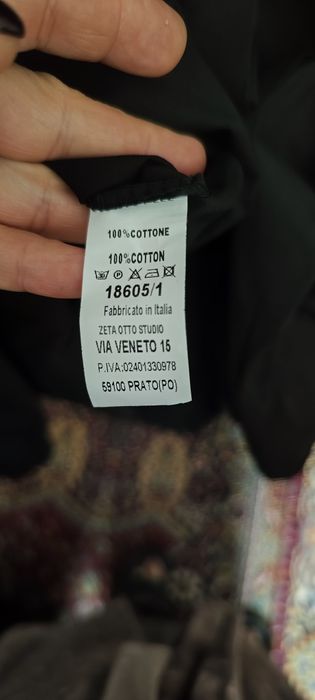 100%COTTONE
100%COTTON
18605/1
Fabbricato in Italia
ZETA OTTO STUDIO
VIA VENETO 15
P.IVA:02401330978
59100 PRATO(PO)